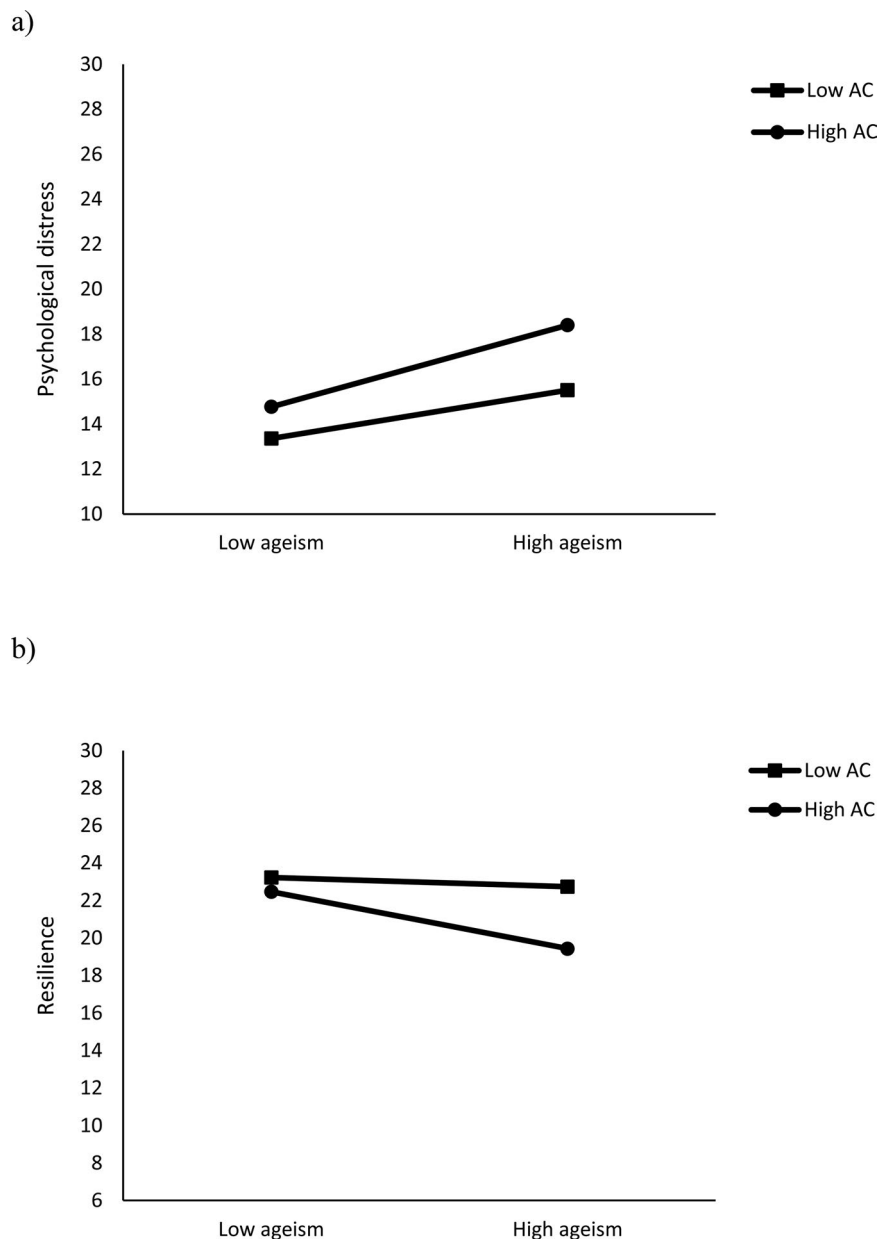 a)
30
28
26
24
22
20
18
16
14
12
10
Psychological distress
Low ageism High ageism
Low AC
High AC
b)
30
28
26
24
22
20
18
16
14
12
10
8
6
Resilience
Low ageism High ageism
Low AC
High AC